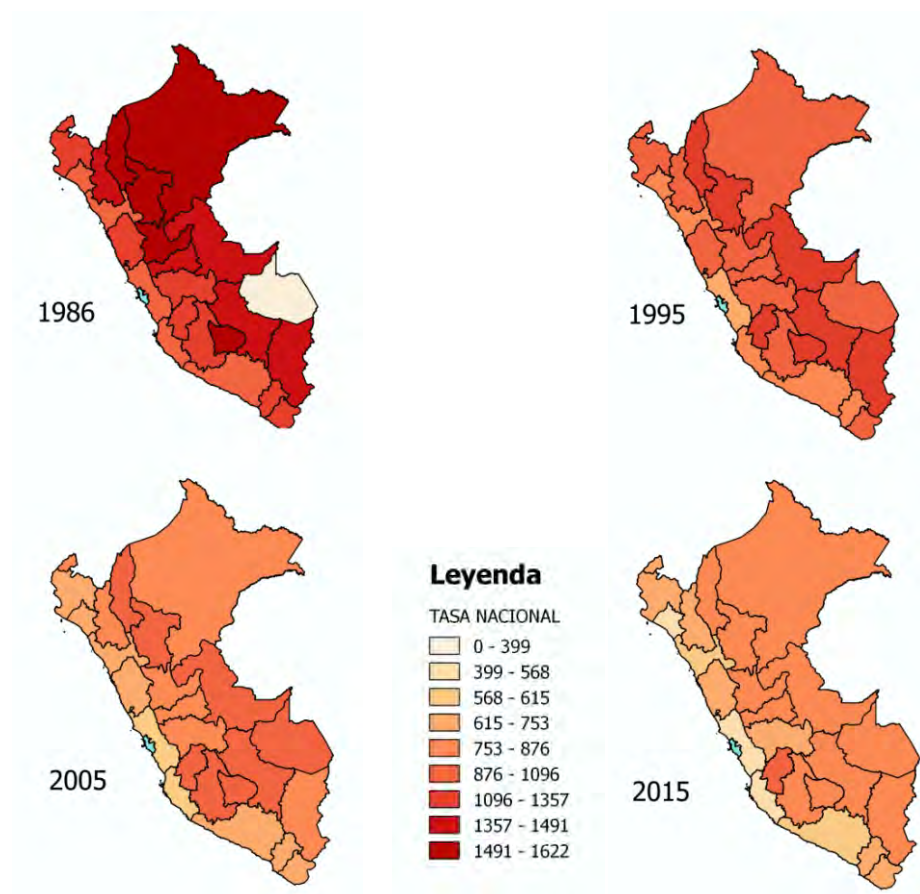 1986
1995
2005
Leyenda
TASA NACIONAL
0 - 399
399 - 568
568 - 615
615 - 753
753 - 876
876 - 1096
1096 - 1357
1357 - 1491
1491 - 1622
2015